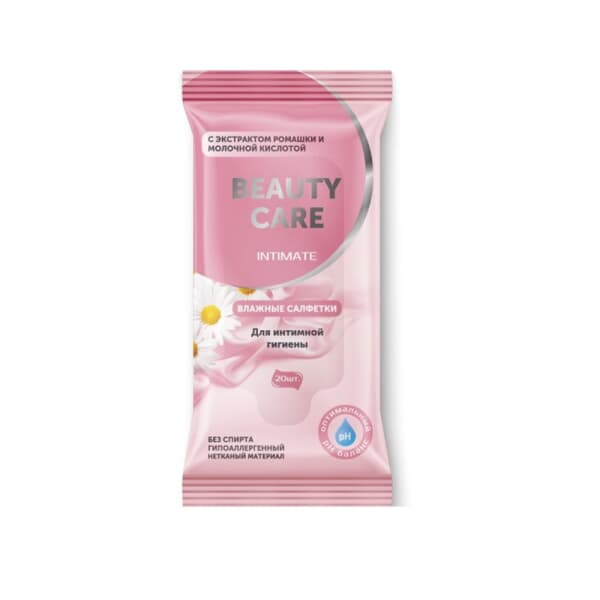 С ЭКСТРАКТОМ РОМАШКИ И
МОЛОЧНОЙ КИСЛОТОЙ
BEAUTY
CARE
INTIMATE
ВЛАЖНЫЕ САЛФЕТКИ
Для интимной
гигиены
20шт.
оптимальный
pH
pH баланс
БЕЗ СПИРТА
ГИПОАЛЛЕРГЕННЫЙ
НЕТКАНЫЙ МАТЕРИАЛ